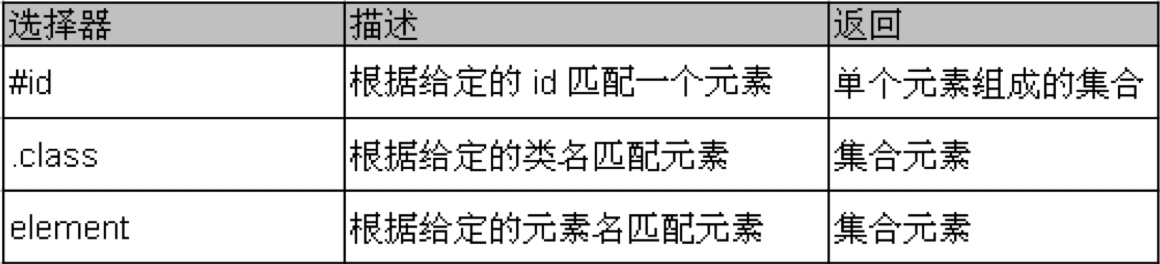 选择器 描述 返回
#id 根据给定的 id 匹配一个元素 单个元素组成的集合
.class 根据给定的类名匹配元素 集合元素
element 根据给定的元素名匹配元素 集合元素